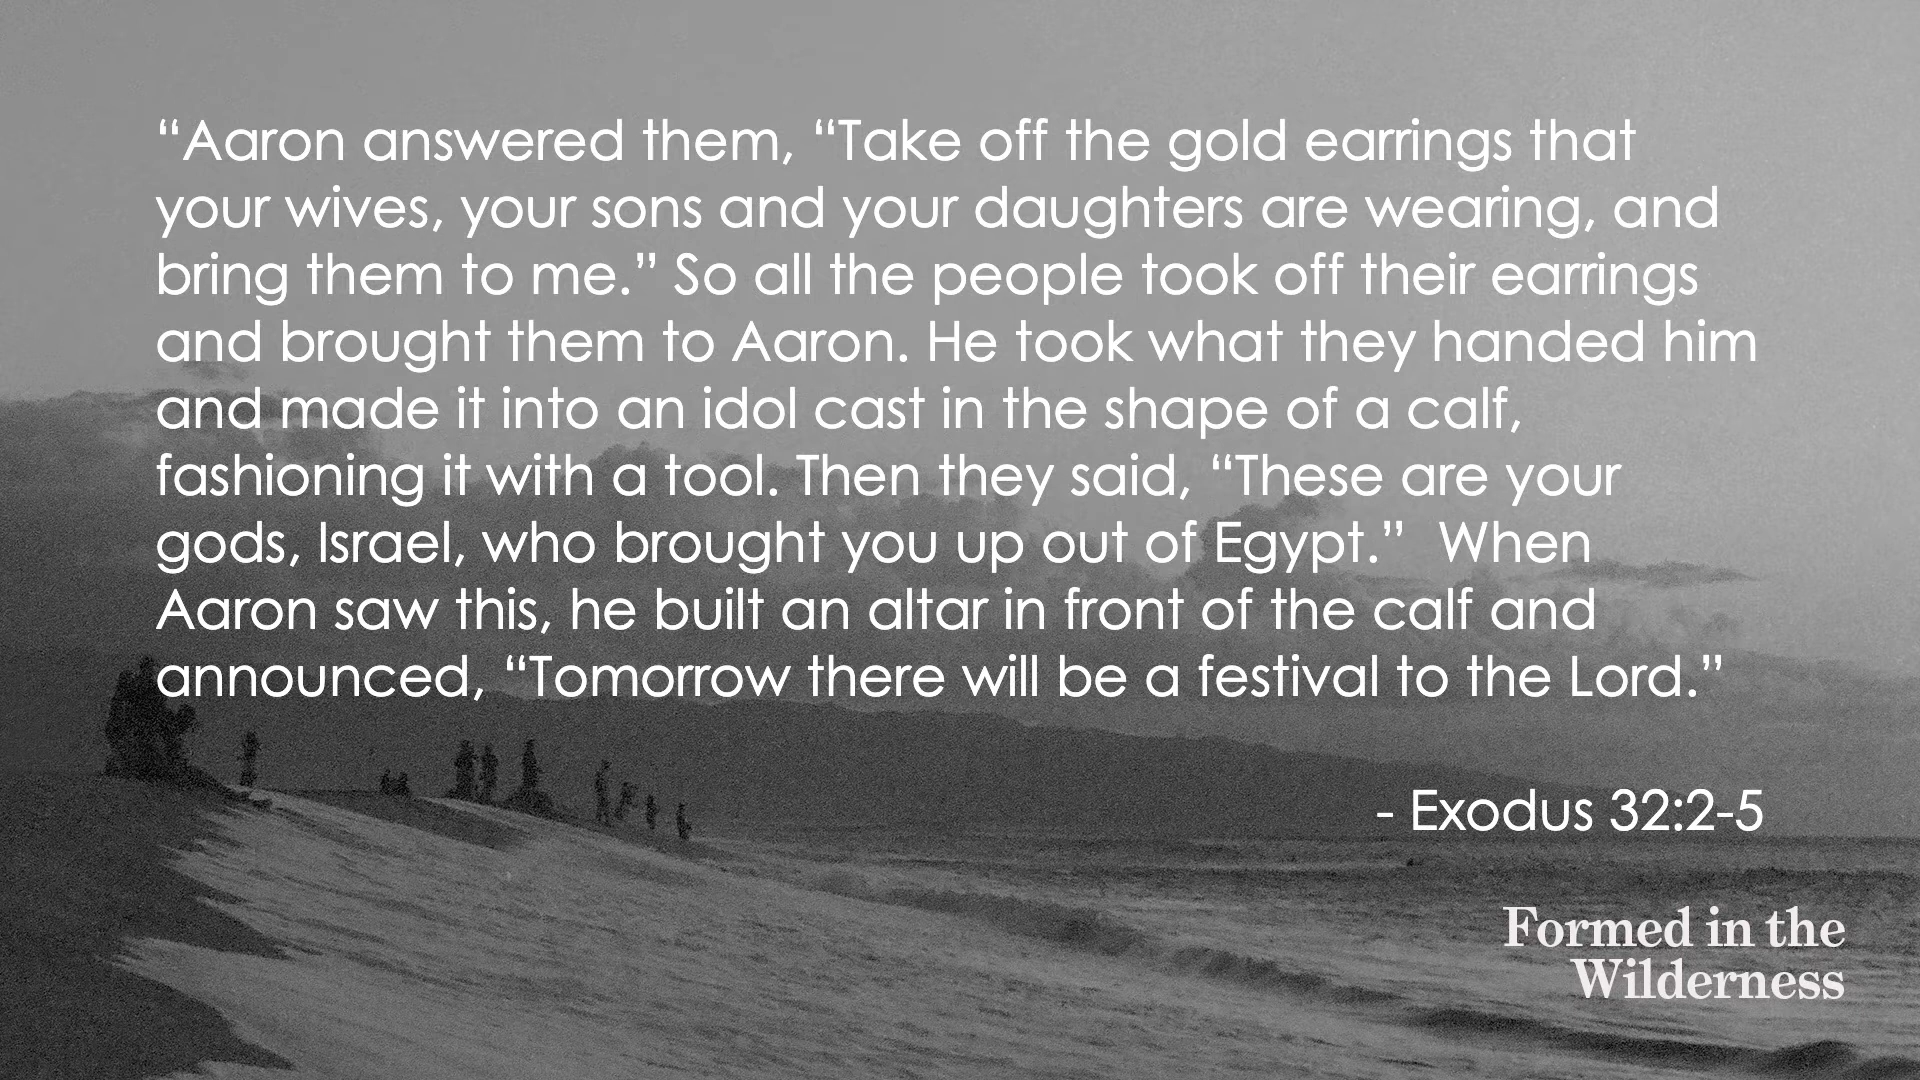 “Aaron answered them, “Take off the gold earrings that
your wives, your sons and your daughters are wearing, and
bring them to me.” So all the people took off their earrings
and brought them to Aaron. He took what they handed him
and made it into an idol cast in the shape of a calf,
fashioning it with a tool. Then they said, “These are your
gods, Israel, who brought you up out of Egypt.”  When
Aaron saw this, he built an altar in front of the calf and
announced, “Tomorrow there will be a festival to the Lord.”
- Exodus 32:2-5
Formed in the
Wilderness